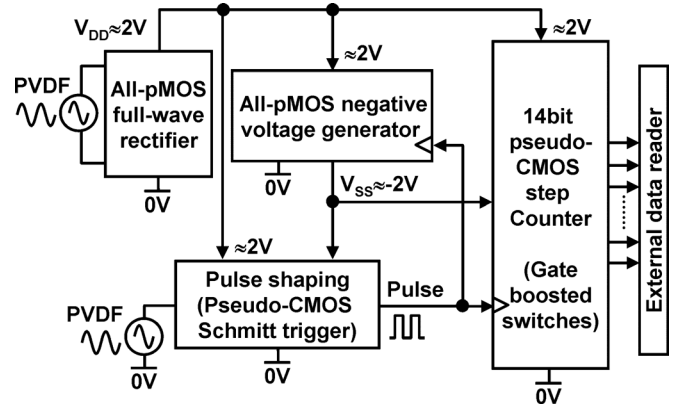 V_DD≈2V
PVDF
All-pMOS
full-wave
rectifier
0V
≈2V
All-pMOS negative
voltage generator
0V
V_SS≈-2V
≈2V
14bit
pseudo-
CMOS
step
Counter
(Gate
boosted
switches)
0V
External data reader
≈2V
Pulse shaping
(Pseudo-CMOS
Schmitt trigger)
0V
Pulse
PVDF
0V